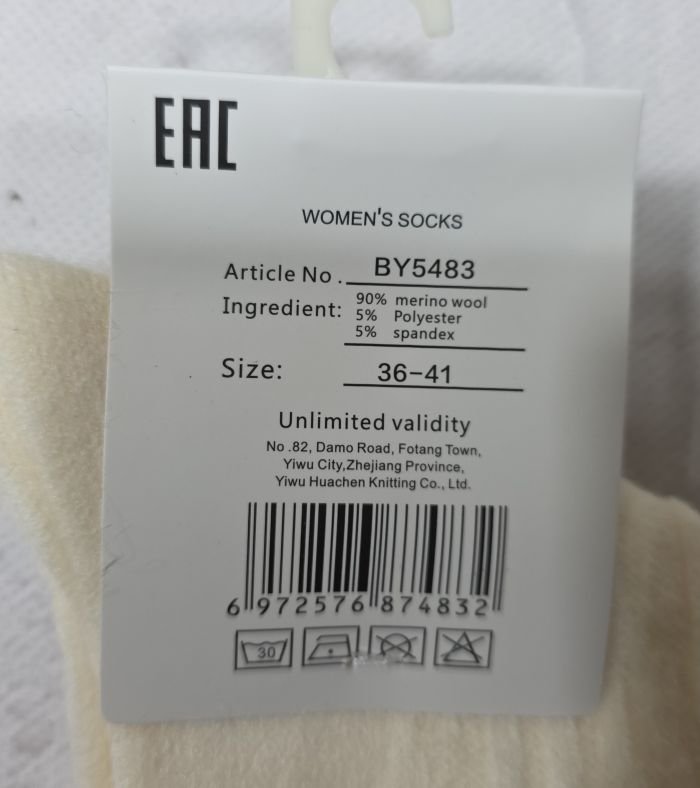 EAC
WOMEN'S SOCKS
Article No. BY5483
Ingredient: 90% merino wool
5% Polyester
5% spandex
Size: 36-41
Unlimited validity
No.82, Damo Road, Fotang Town,
Yiwu City,Zhejiang Province,
Yiwu Huachen Knitting Co., Ltd.
6 972576 874832
30